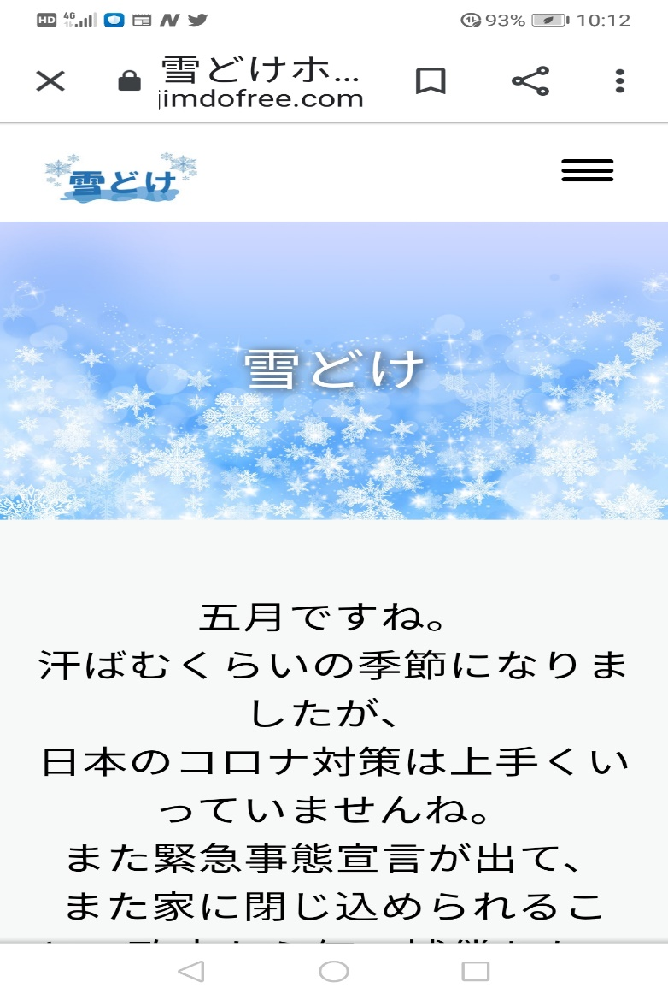 HD 4G 93% 10:12
雪どけホ...
jimdofree.com
雪どけ
雪どけ
五月ですね。
汗ばむくらいの季節になりま
したが、
日本のコロナ対策は上手くい
っていませんね。
また緊急事態宣言が出て、
また家に閉じ込められるこ